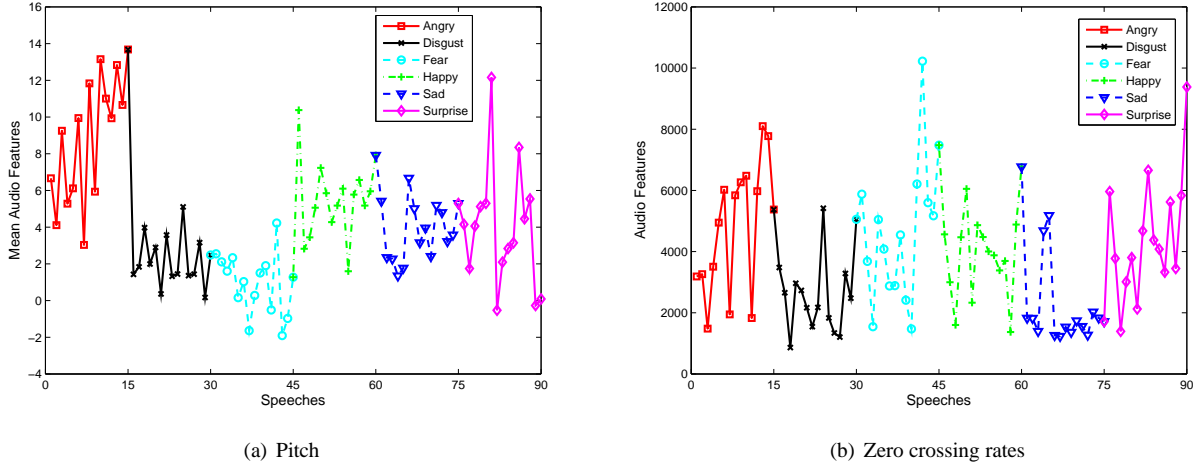 16
14
12
10
8
6
4
2
0
−2
−4
Mean Audio Features
0 15 30 45 60 75 90
Speeches
Angry
Disgust
Fear
Happy
Sad
Surprise
(a) Pitch
12000
10000
8000
6000
4000
2000
0
Audio Features
0 15 30 45 60 75 90
Speeches
Angry
Disgust
Fear
Happy
Sad
Surprise
(b) Zero crossing rates